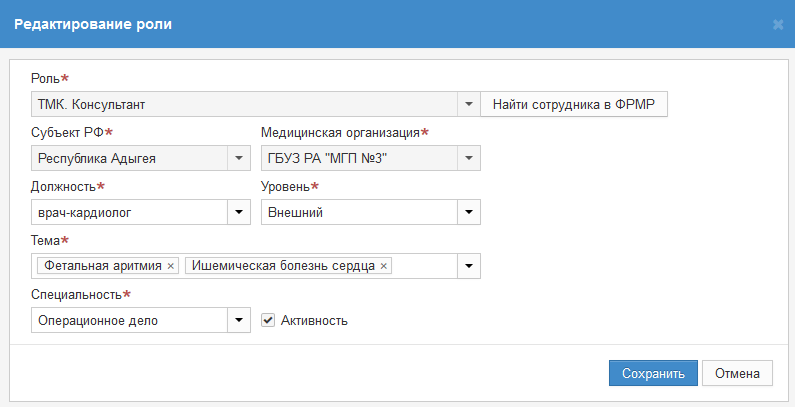 Редактирование роли ×
Роль*
ТМК. Консультант Найти сотрудника в ФРМР
Субъект РФ* Медицинская организация*
Республика Адыгея ГБУЗ РА "МГП №3"
Должность* Уровень*
врач-кардиолог Внешний
Тема*
Фетальная аритмия × Ишемическая болезнь сердца ×
Специальность*
Операционное дело Активность
Сохранить Отмена